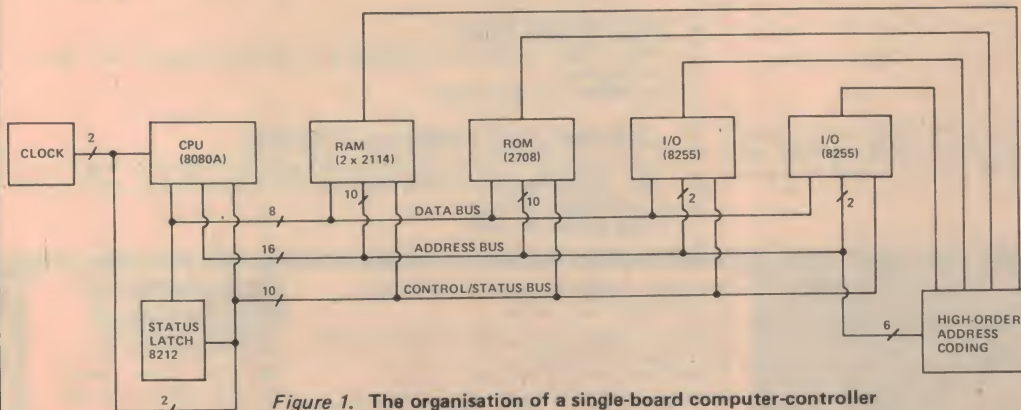 CLOCK
2
CPU
(8080A)
RAM
(2 x 2114)
ROM
(2708)
I/O
(8255)
I/O
(8255)
10
10
2
2
8
DATA BUS
16
ADDRESS BUS
10
CONTROL/STATUS BUS
STATUS
LATCH
8212
6
HIGH-ORDER
ADDRESS
CODING
2
Figure 1. The organisation of a single-board computer-controller